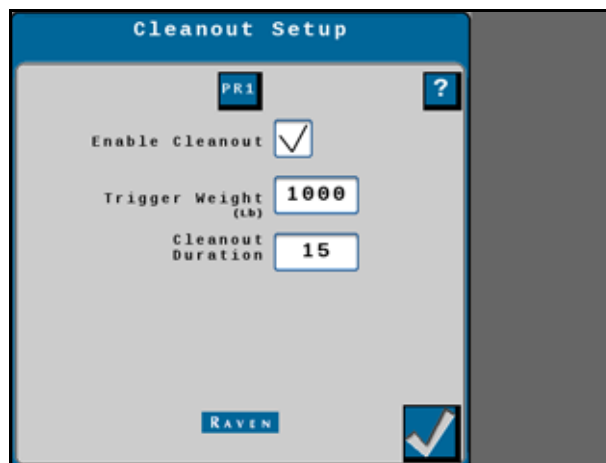 Cleanout Setup
PR1
?
Enable Cleanout
Trigger Weight 1000
(Lb)
Cleanout
Duration 15
RAVEN